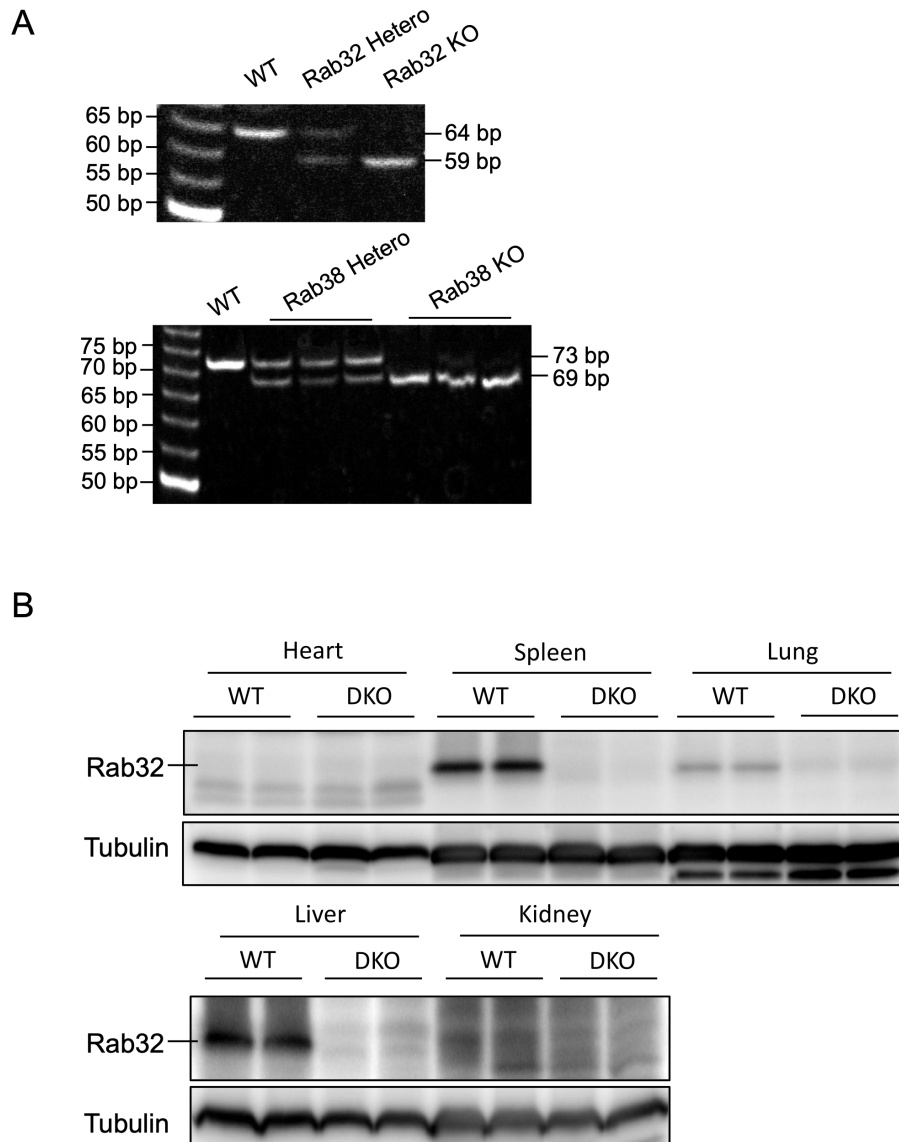 A
WT Rab32 Hetero Rab32 KO
65 bp
60 bp
55 bp
50 bp
64 bp
59 bp
WT Rab38 Hetero Rab38 KO
75 bp
70 bp
65 bp
60 bp
55 bp
50 bp
73 bp
69 bp
B
Heart Spleen Lung
WT DKO WT DKO WT DKO
Rab32
Tubulin
Liver Kidney
WT DKO WT DKO
Rab32
Tubulin